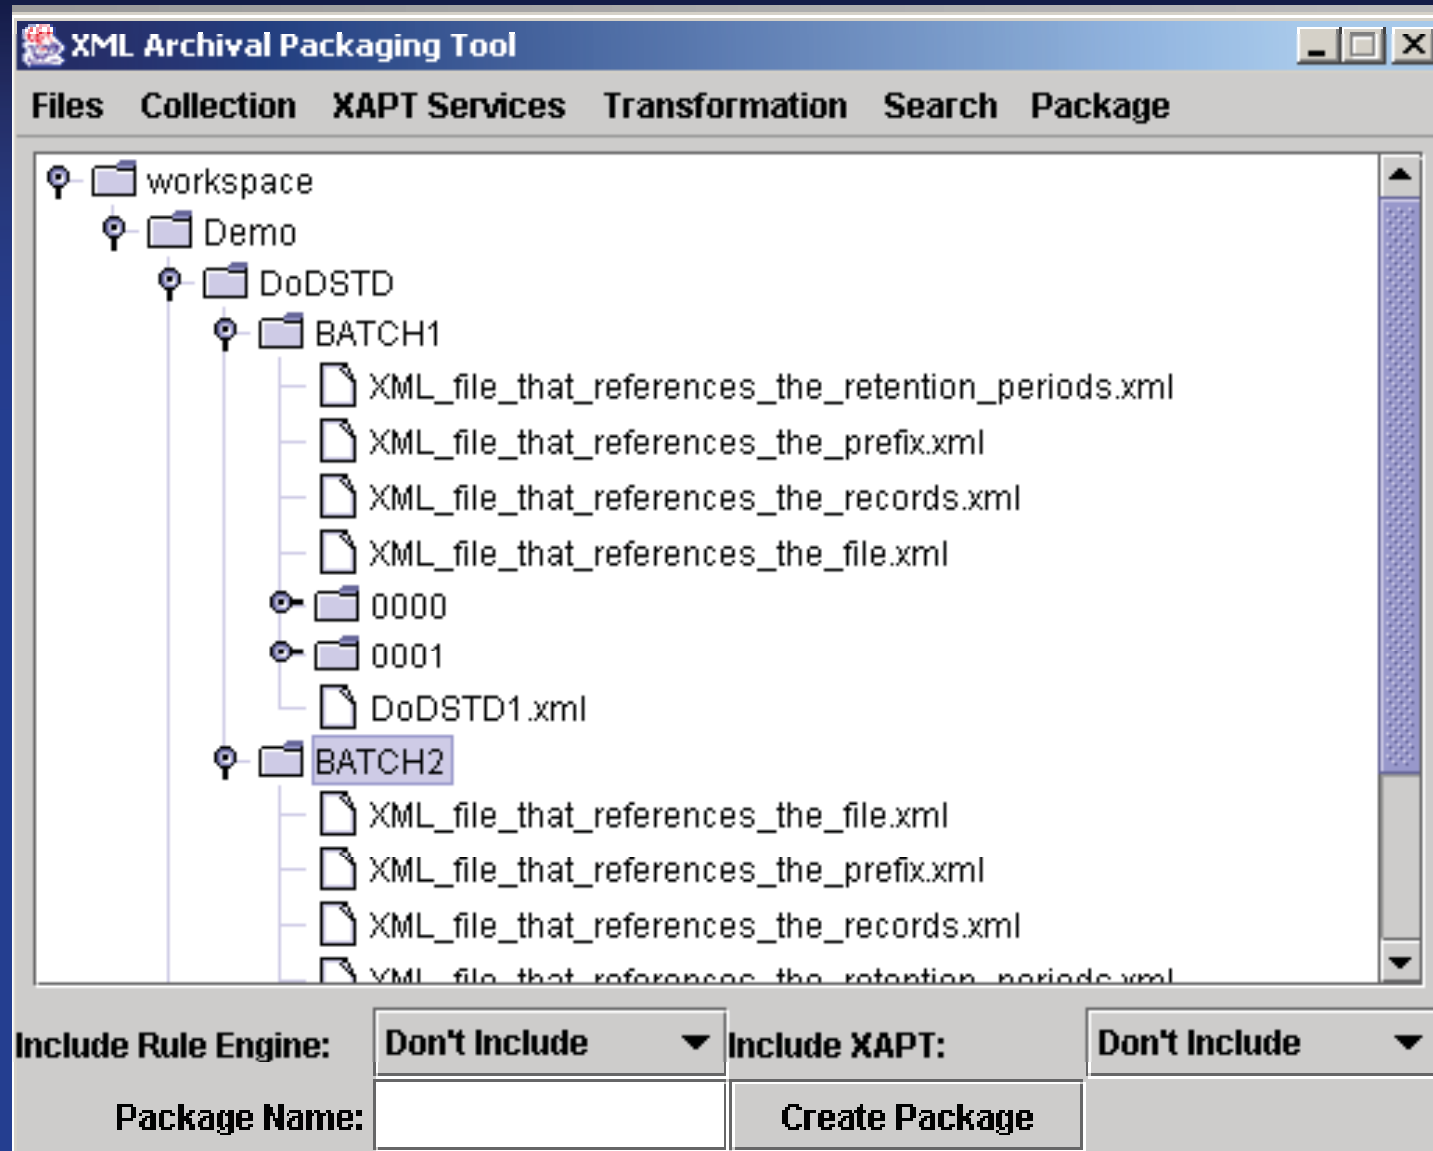 XML Archival Packaging Tool
Files Collection XAPT Services Transformation Search Package
workspace
Demo
DoDSTD
BATCH1
XML_file_that_references_the_retention_periods.xml
XML_file_that_references_the_prefix.xml
XML_file_that_references_the_records.xml
XML_file_that_references_the_file.xml
0000
0001
DoDSTD1.xml
BATCH2
XML_file_that_references_the_file.xml
XML_file_that_references_the_prefix.xml
XML_file_that_references_the_records.xml
XML_file_that_references_the_retention_periods.xml
Include Rule Engine: Don't Include Include XAPT: Don't Include
Package Name: Create Package